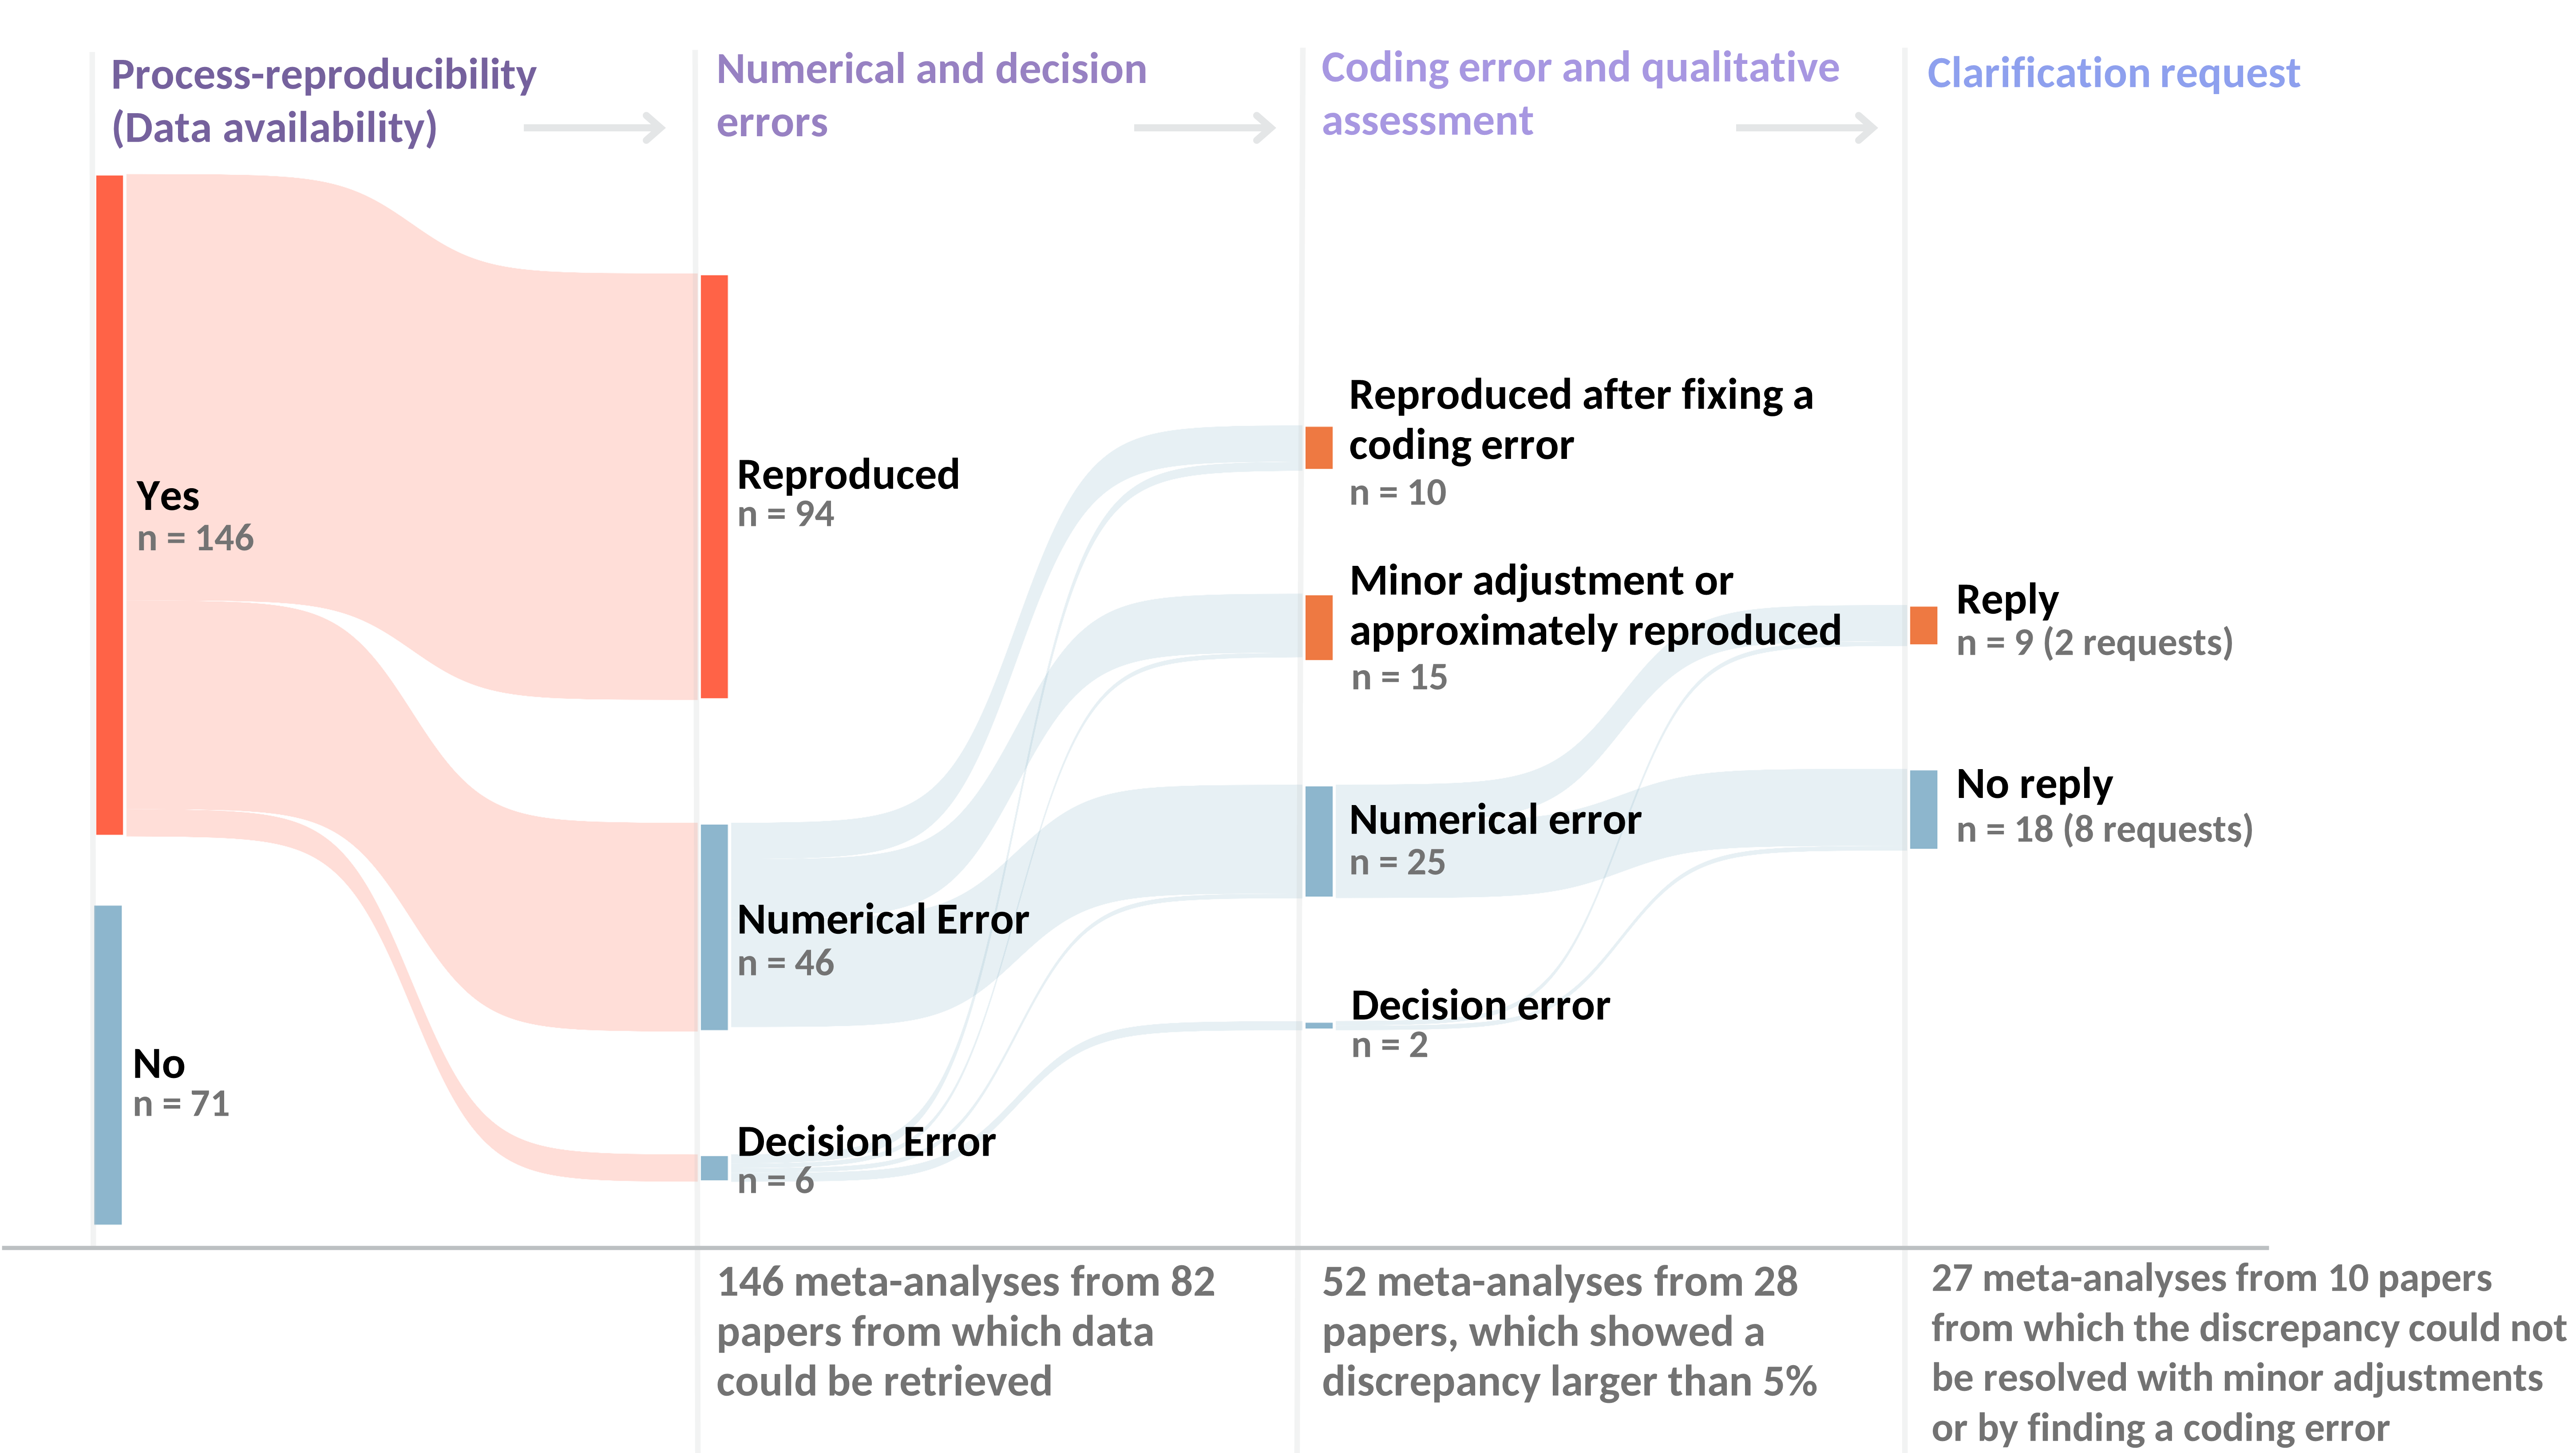 Process-reproducibility
(Data availability)
Numerical and decision
errors
Coding error and qualitative
assessment
Clarification request
Yes
n = 146
No
n = 71
Reproduced
n = 94
Numerical Error
n = 46
Decision Error
n = 6
Reproduced after fixing a
coding error
n = 10
Minor adjustment or
approximately reproduced
n = 15
Numerical error
n = 25
Decision error
n = 2
Reply
n = 9 (2 requests)
No reply
n = 18 (8 requests)
146 meta-analyses from 82
papers from which data
could be retrieved
52 meta-analyses from 28
papers, which showed a
discrepancy larger than 5%
27 meta-analyses from 10 papers
from which the discrepancy could not
be resolved with minor adjustments
or by finding a coding error